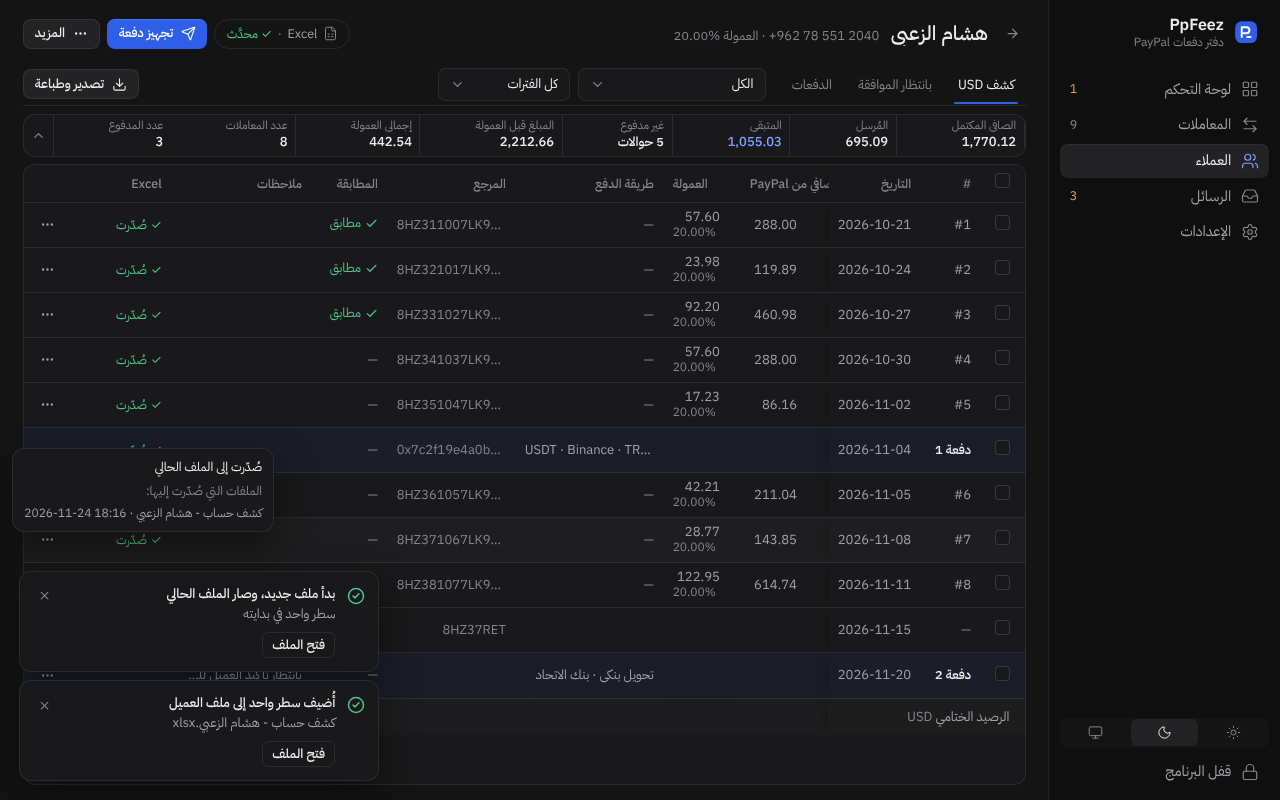 PpFeez
دفتر دفعات PayPal
لوحة التحكم 1
المعاملات 9
العملاء
الرسائل 3
الإعدادات
قفل البرنامج
هشام الزعبي
+962 78 551 2040 · العمولة 20.00%
Excel · محدَّث
تجهيز دفعة
المزيد
كشف USD
بانتظار الموافقة
الدفعات
الكل
كل الفترات
تصدير وطباعة
الصافي المكتمل
1,770.12
المُرسل
695.09
المتبقي
1,055.03
غير مدفوع
5 حوالات
المبلغ قبل العمولة
2,212.66
إجمالي العمولة
442.54
عدد المعاملات
8
عدد المدفوع
3
# التاريخ صافي من PayPal العمولة طريقة الدفع المرجع المطابقة ملاحظات Excel
#1 2026-10-21 288.00 57.60 20.00% — 8HZ311007LK9... مطابق صُدّرت
#2 2026-10-24 119.89 23.98 20.00% — 8HZ321017LK9... مطابق صُدّرت
#3 2026-10-27 460.98 92.20 20.00% — 8HZ331027LK9... مطابق صُدّرت
#4 2026-10-30 288.00 57.60 20.00% — 8HZ341037LK9... — صُدّرت
#5 2026-11-02 86.16 17.23 20.00% — 8HZ351047LK9... — صُدّرت
دفعة 1 2026-11-04 USDT · Binance · TR... 0x7c2f19e4a0b... —
#6 2026-11-05 211.04 42.21 20.00% — 8HZ361057LK9... —
#7 2026-11-08 143.85 28.77 20.00% — 8HZ371067LK9... — صُدّرت
#8 2026-11-11 614.74 122.95 20.00% — 8HZ381077LK9...
— 2026-11-15 8HZ37RET
دفعة 2 2026-11-20 تحويل بنكي · بنك الاتحاد — بانتظار تأكيد العميل للـ...
الرصيد الختامي USD
صُدّرت إلى الملف الحالي
الملفات التي صُدّرت إليها:
كشف حساب - هشام الزعبي · 2026-11-24 18:16
بدأ ملف جديد، وصار الملف الحالي
سطر واحد في بدايته
فتح الملف
أُضيف سطر واحد إلى ملف العميل
كشف حساب - هشام الزعبي.xlsx
فتح الملف